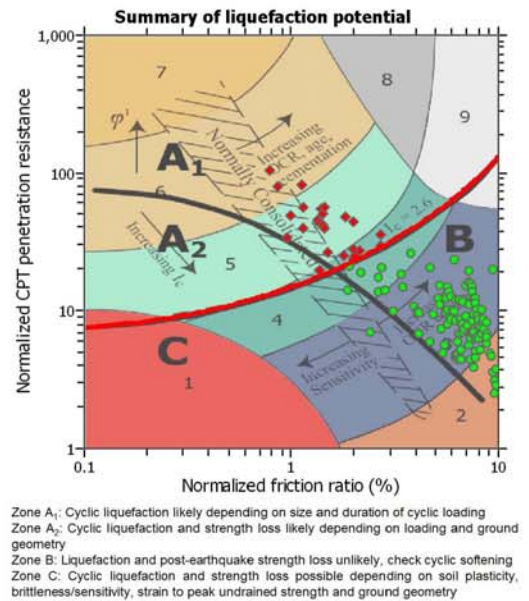 Summary of liquefaction potential
1,000
100
10
1
0.1
1
10
Normalized CPT penetration resistance
Normalized friction ratio (%)
7
8
9
φ'
A1
6
A2
5
4
B
C
1
2
Increasing
OCR, age,
cementation
Normally Consolidated
Increasing Ic
Ic = 2.6
Increasing
Sensitivity
Zone A1: Cyclic liquefaction likely depending on size and duration of cyclic loading
Zone A2: Cyclic liquefaction and strength loss likely depending on loading and ground
geometry
Zone B: Liquefaction and post-earthquake strength loss unlikely, check cyclic softening
Zone C: Cyclic liquefaction and strength loss possible depending on soil plasticity,
brittleness/sensitivity, strain to peak undrained strength and ground geometry